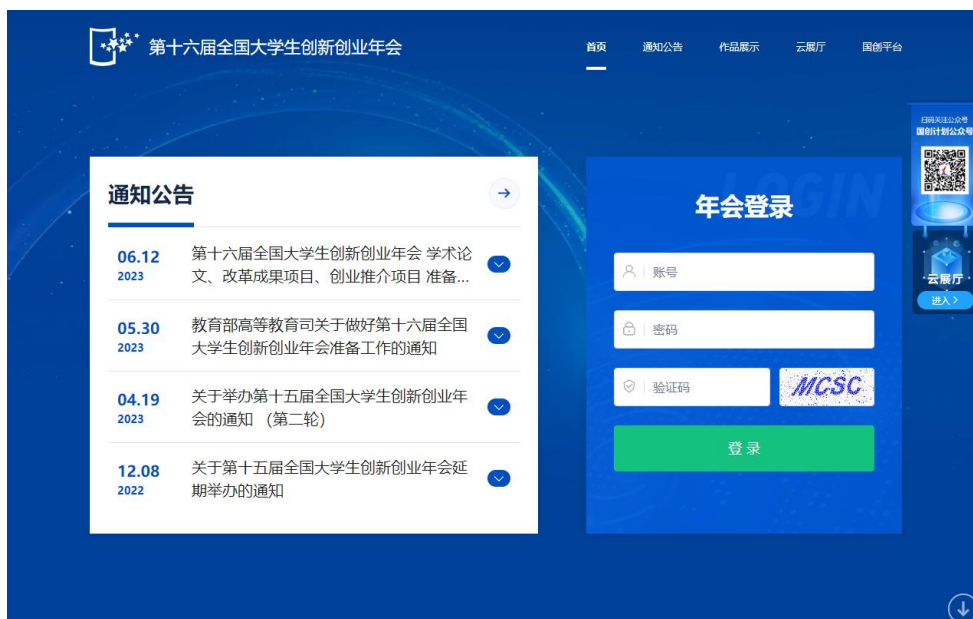 第十六届全国大学生创新创业年会
首页
通知公告
作品展示
云展厅
国创平台
扫码关注公众号
国创计划公众号
通知公告
06.12
2023
第十六届全国大学生创新创业年会 学术论
文、改革成果项目、创业推介项目 准备...
05.30
2023
教育部高等教育司关于做好第十六届全国
大学生创新创业年会准备工作的通知
04.19
2023
关于举办第十五届全国大学生创新创业年
会的通知 （第二轮）
12.08
2022
关于第十五届全国大学生创新创业年会延
期举办的通知
LOGIN
年会登录
账号
密码
验证码
MCSC
登 录
云展厅
进入 >